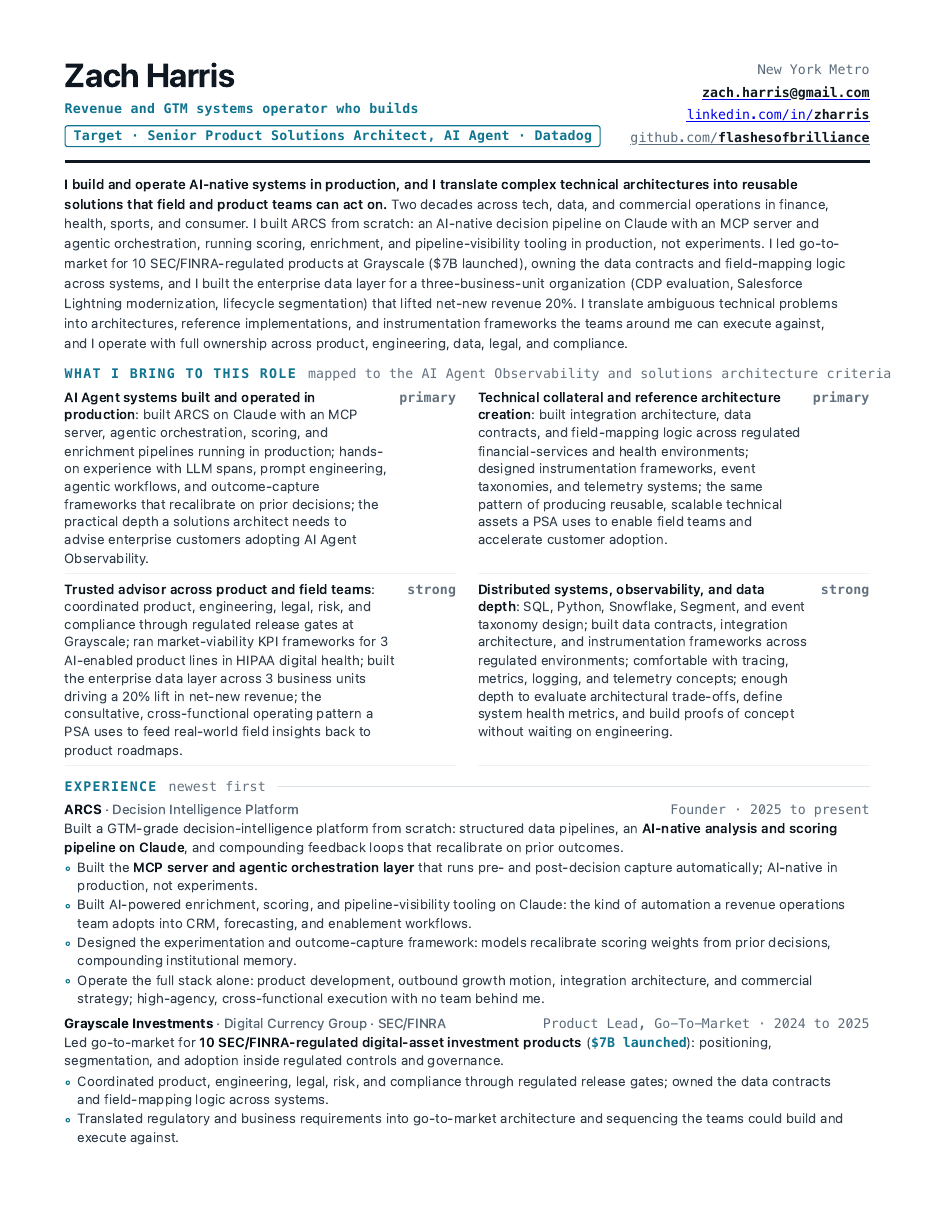 Zach Harris
Revenue and GTM systems operator who builds
Target · Senior Product Solutions Architect, AI Agent · Datadog
New York Metro
zach.harris@gmail.com
linkedin.com/in/zharris
github.com/flashesofbrilliance
I build and operate AI-native systems in production, and I translate complex technical architectures into reusable
solutions that field and product teams can act on. Two decades across tech, data, and commercial operations in finance,
health, sports, and consumer. I built ARCS from scratch: an AI-native decision pipeline on Claude with an MCP server and
agentic orchestration, running scoring, enrichment, and pipeline-visibility tooling in production, not experiments. I led go-to-
market for 10 SEC/FINRA-regulated products at Grayscale ($7B launched), owning the data contracts and field-mapping logic
across systems, and I built the enterprise data layer for a three-business-unit organization (CDP evaluation, Salesforce
Lightning modernization, lifecycle segmentation) that lifted net-new revenue 20%. I translate ambiguous technical problems
into architectures, reference implementations, and instrumentation frameworks the teams around me can execute against,
and I operate with full ownership across product, engineering, data, legal, and compliance.
WHAT I BRING TO THIS ROLE mapped to the AI Agent Observability and solutions architecture criteria
AI Agent systems built and operated in primary
production: built ARCS on Claude with an MCP
server, agentic orchestration, scoring, and
enrichment pipelines running in production; hands-
on experience with LLM spans, prompt engineering,
agentic workflows, and outcome-capture
frameworks that recalibrate on prior decisions; the
practical depth a solutions architect needs to
advise enterprise customers adopting AI Agent
Observability.
Technical collateral and reference architecture primary
creation: built integration architecture, data
contracts, and field-mapping logic across regulated
financial-services and health environments;
designed instrumentation frameworks, event
taxonomies, and telemetry systems; the same
pattern of producing reusable, scalable technical
assets a PSA uses to enable field teams and
accelerate customer adoption.
Trusted advisor across product and field teams: strong
coordinated product, engineering, legal, risk, and
compliance through regulated release gates at
Grayscale; ran market-viability KPI frameworks for 3
AI-enabled product lines in HIPAA digital health; built
the enterprise data layer across 3 business units
driving a 20% lift in net-new revenue; the
consultative, cross-functional operating pattern a
PSA uses to feed real-world field insights back to
product roadmaps.
Distributed systems, observability, and data strong
depth: SQL, Python, Snowflake, Segment, and event
taxonomy design; built data contracts, integration
architecture, and instrumentation frameworks across
regulated environments; comfortable with tracing,
metrics, logging, and telemetry concepts; enough
depth to evaluate architectural trade-offs, define
system health metrics, and build proofs of concept
without waiting on engineering.
EXPERIENCE newest first
ARCS · Decision Intelligence Platform Founder · 2025 to present
Built a GTM-grade decision-intelligence platform from scratch: structured data pipelines, an AI-native analysis and scoring
pipeline on Claude, and compounding feedback loops that recalibrate on prior outcomes.
Built the MCP server and agentic orchestration layer that runs pre- and post-decision capture automatically; AI-native in
production, not experiments.
Built AI-powered enrichment, scoring, and pipeline-visibility tooling on Claude: the kind of automation a revenue operations
team adopts into CRM, forecasting, and enablement workflows.
Designed the experimentation and outcome-capture framework: models recalibrate scoring weights from prior decisions,
compounding institutional memory.
Operate the full stack alone: product development, outbound growth motion, integration architecture, and commercial
strategy; high-agency, cross-functional execution with no team behind me.
Grayscale Investments · Digital Currency Group · SEC/FINRA Product Lead, Go-To-Market · 2024 to 2025
Led go-to-market for 10 SEC/FINRA-regulated digital-asset investment products ($7B launched): positioning,
segmentation, and adoption inside regulated controls and governance.
Coordinated product, engineering, legal, risk, and compliance through regulated release gates; owned the data contracts
and field-mapping logic across systems.
Translated regulatory and business requirements into go-to-market architecture and sequencing the teams could build and
execute against.